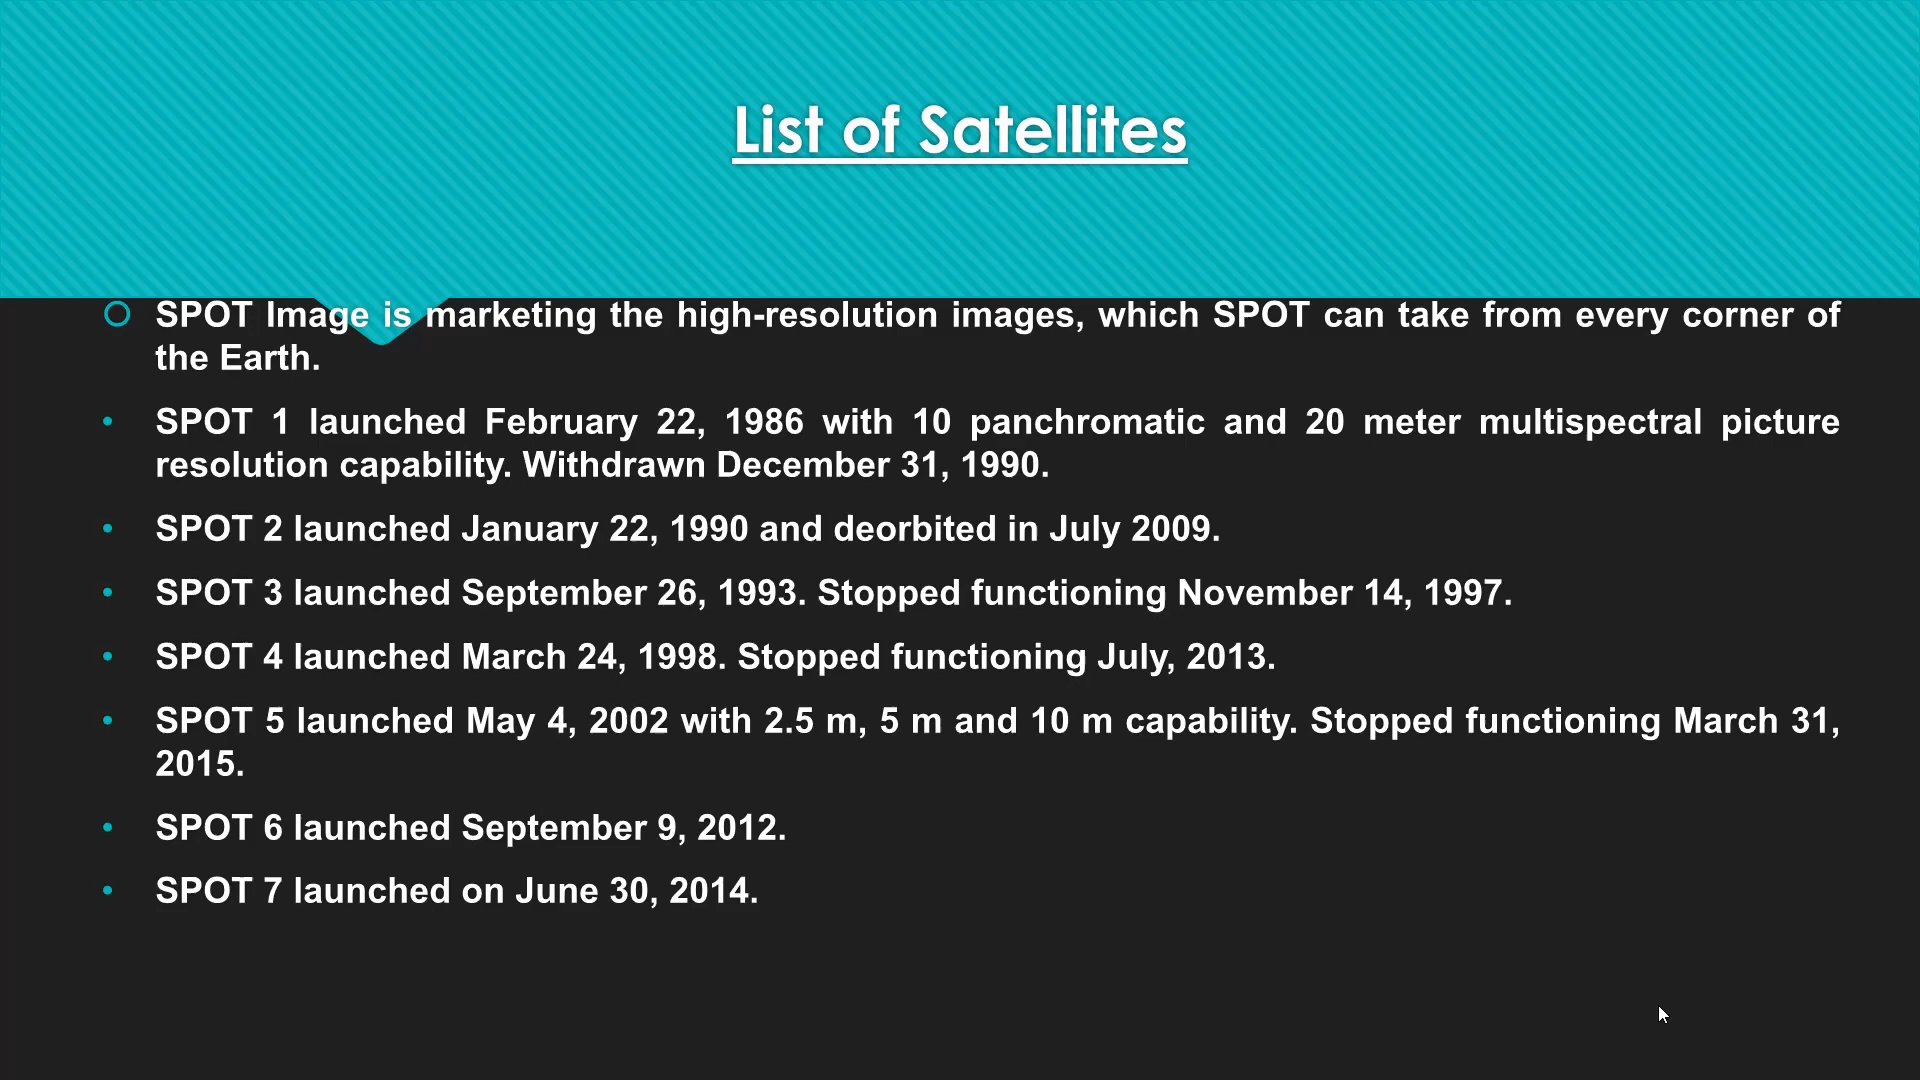 List of Satellites
SPOT Image is marketing the high-resolution images, which SPOT can take from every corner of
the Earth.
SPOT 1 launched February 22, 1986 with 10 panchromatic and 20 meter multispectral picture
resolution capability. Withdrawn December 31, 1990.
SPOT 2 launched January 22, 1990 and deorbited in July 2009.
SPOT 3 launched September 26, 1993. Stopped functioning November 14, 1997.
SPOT 4 launched March 24, 1998. Stopped functioning July, 2013.
SPOT 5 launched May 4, 2002 with 2.5 m, 5 m and 10 m capability. Stopped functioning March 31,
2015.
SPOT 6 launched September 9, 2012.
SPOT 7 launched on June 30, 2014.